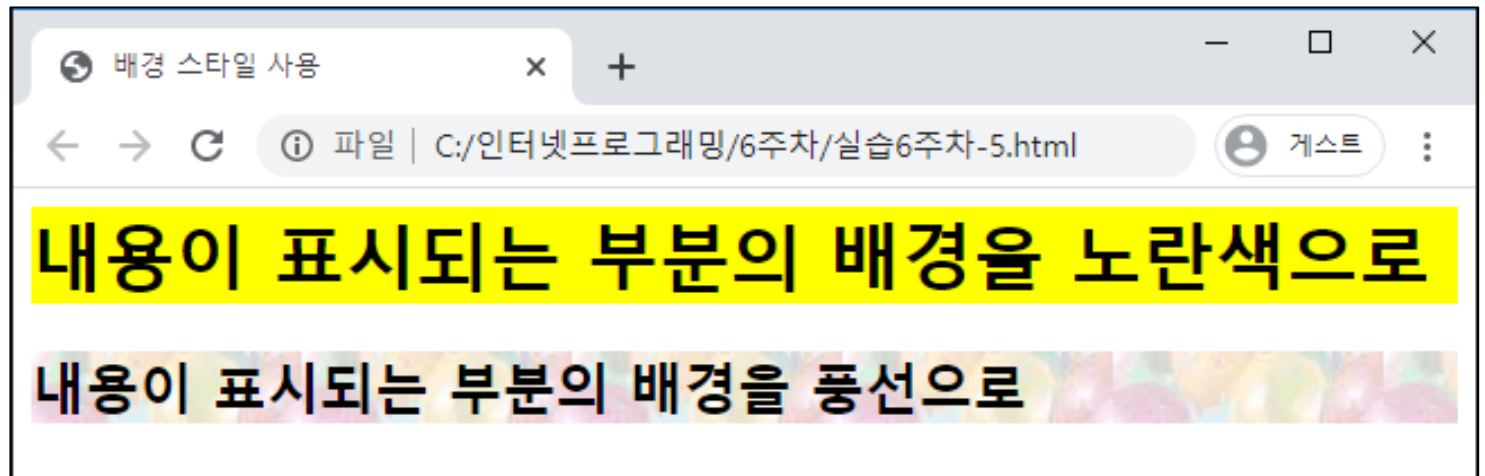 배경 스타일 사용
파일 | C:/인터넷프로그래밍/6주차/실습6주차-5.html
게스트
내용이 표시되는 부분의 배경을 노란색으로
내용이 표시되는 부분의 배경을 풍선으로